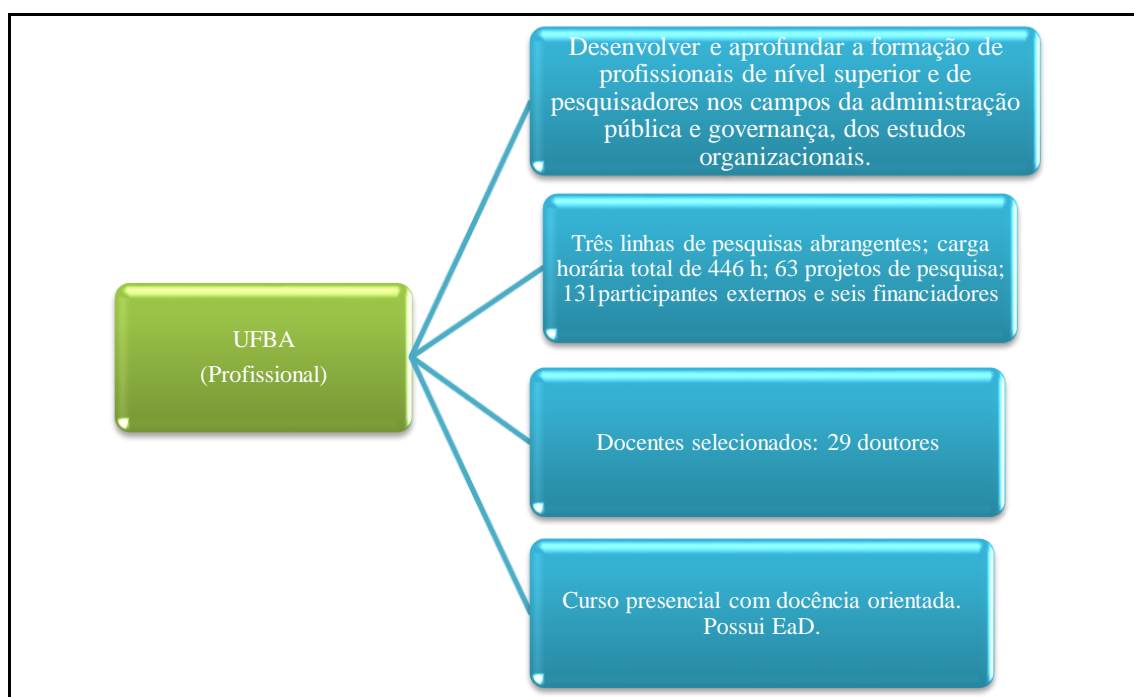 Desenvolver e aprofundar a formação de
profissionais de nível superior e de
pesquisadores nos campos da administração
pública e governança, dos estudos
organizacionais.
Três linhas de pesquisas abrangentes; carga
horária total de 446 h; 63 projetos de pesquisa;
131participantes externos e seis financiadores
UFBA
(Profissional)
Docentes selecionados: 29 doutores
Curso presencial com docência orientada.
Possui EaD.